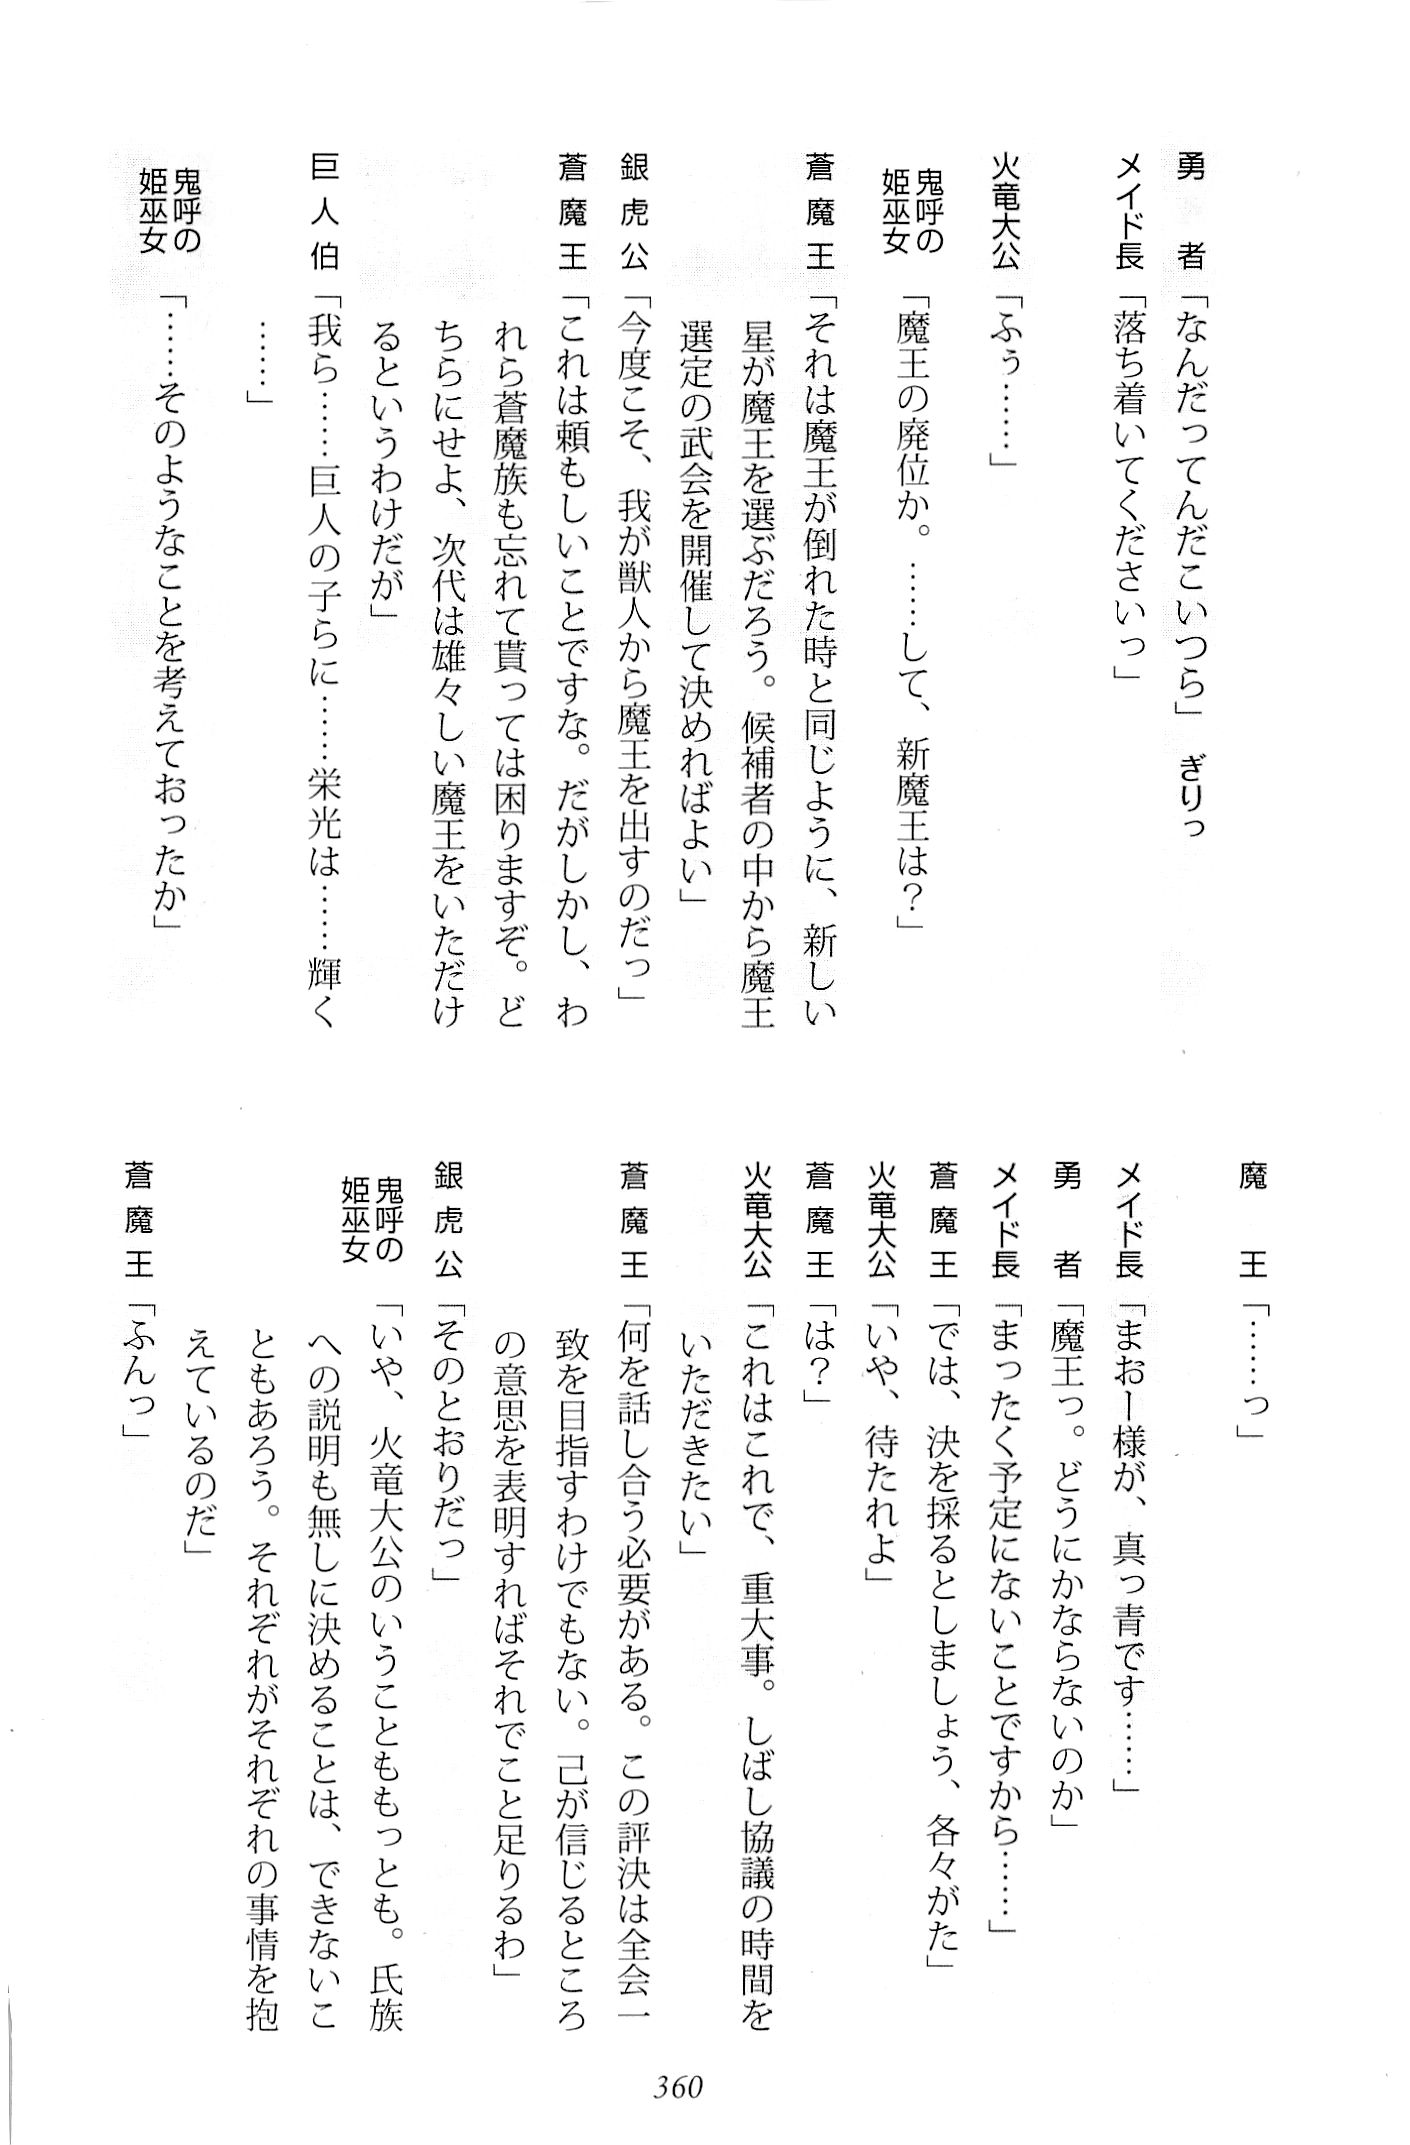 勇者「なんだってんだこいつら」　ぎりっ
メイド長「落ち着いてくださいっ」
火竜大公「ふぅ……」
鬼呼の姫巫女「魔王の廃位か。……して、新魔王は？」
蒼魔王「それは魔王が倒れた時と同じように、新しい
星が魔王を選ぶだろう。候補者の中から魔王
選定の武会を開催して決めればよい」
銀虎公「今度こそ、我が獣人から魔王を出すのだっ」
蒼魔王「これは頼もしいことですな。だがしかし、わ
れら蒼魔族も忘れて貰っては困りますぞ。ど
ちらにせよ、次代は雄々しい魔王をいただけ
るというわけだが」
巨人伯「我ら……巨人の子らに……栄光は……輝く
……」
鬼呼の姫巫女「……そのようなことを考えておったか」
魔王「……っ」
メイド長「まおー様が、真っ青です……」
勇者「魔王っ。どうにかならないのか」
メイド長「まったく予定にないことですから……」
蒼魔王「では、決を採るとしましょう、各々がた」
火竜大公「いや、待たれよ」
蒼魔王「は？」
火竜大公「これはこれで、重大事。しばし協議の時間を
いただきたい」
蒼魔王「何を話し合う必要がある。この評決は全会一
致を目指すわけでもない。己が信じるところ
の意思を表明すればそれでこと足りるわ」
銀虎公「そのとおりだっ」
鬼呼の姫巫女「いや、火竜大公のいうことももっとも。氏族
への説明も無しに決めることは、できないこ
ともあろう。それぞれがそれぞれの事情を抱
えているのだ」
蒼魔王「ふんっ」
360